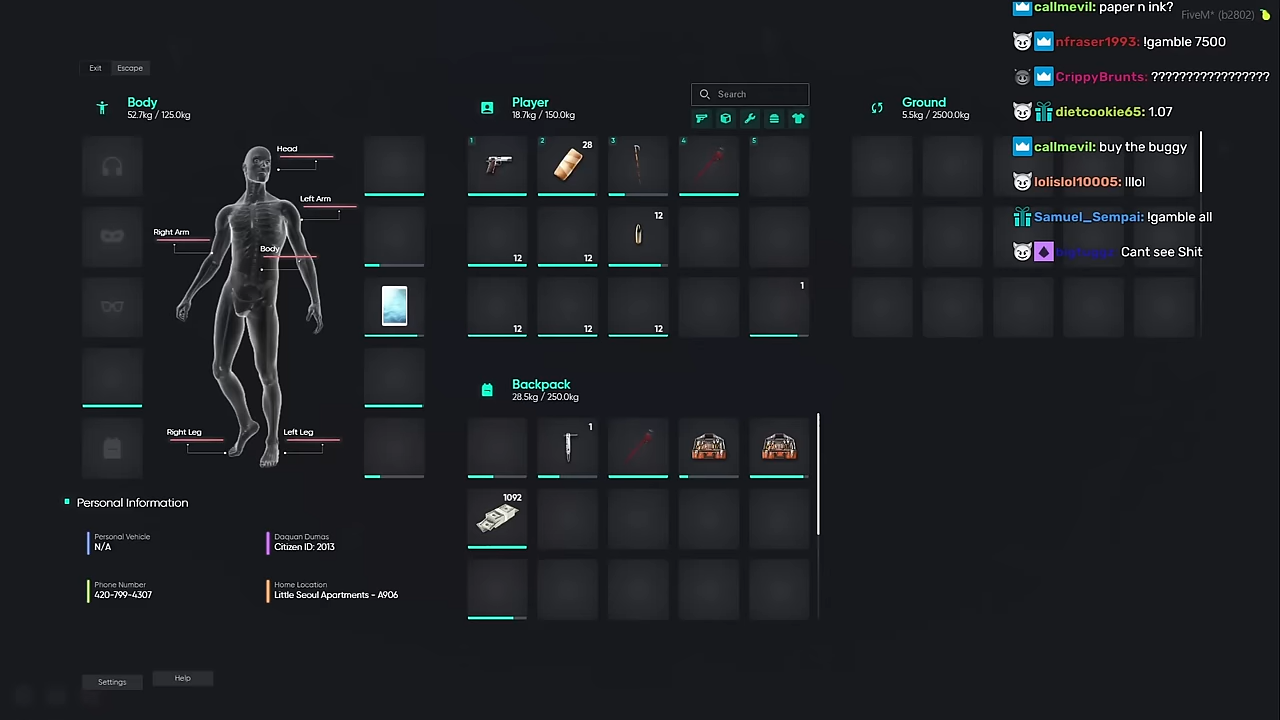 callmevil: paper n ink?
FiveM* (b2802)
nfraser1993: !gamble 7500
CrippyBrunts: ?????????????????
dietcookie65: 1.07
callmevil: buy the buggy
lolislol10005: lllol
Samuel_Sempai: !gamble all
Cant see Shit
Exit
Escape
Body
52.7kg / 125.0kg
Player
18.7kg / 150.0kg
Search
Ground
5.5kg / 2500.0kg
Head
Left Arm
Right Arm
Body
Right Leg
Left Leg
1
2
28
3
4
5
12
12
12
12
12
12
1
Backpack
28.5kg / 250.0kg
1
1092
Personal Information
Personal Vehicle
N/A
Daquan Dumas
Citizen ID: 2013
Phone Number
420-799-4307
Home Location
Little Seoul Apartments - A906
Settings
Help